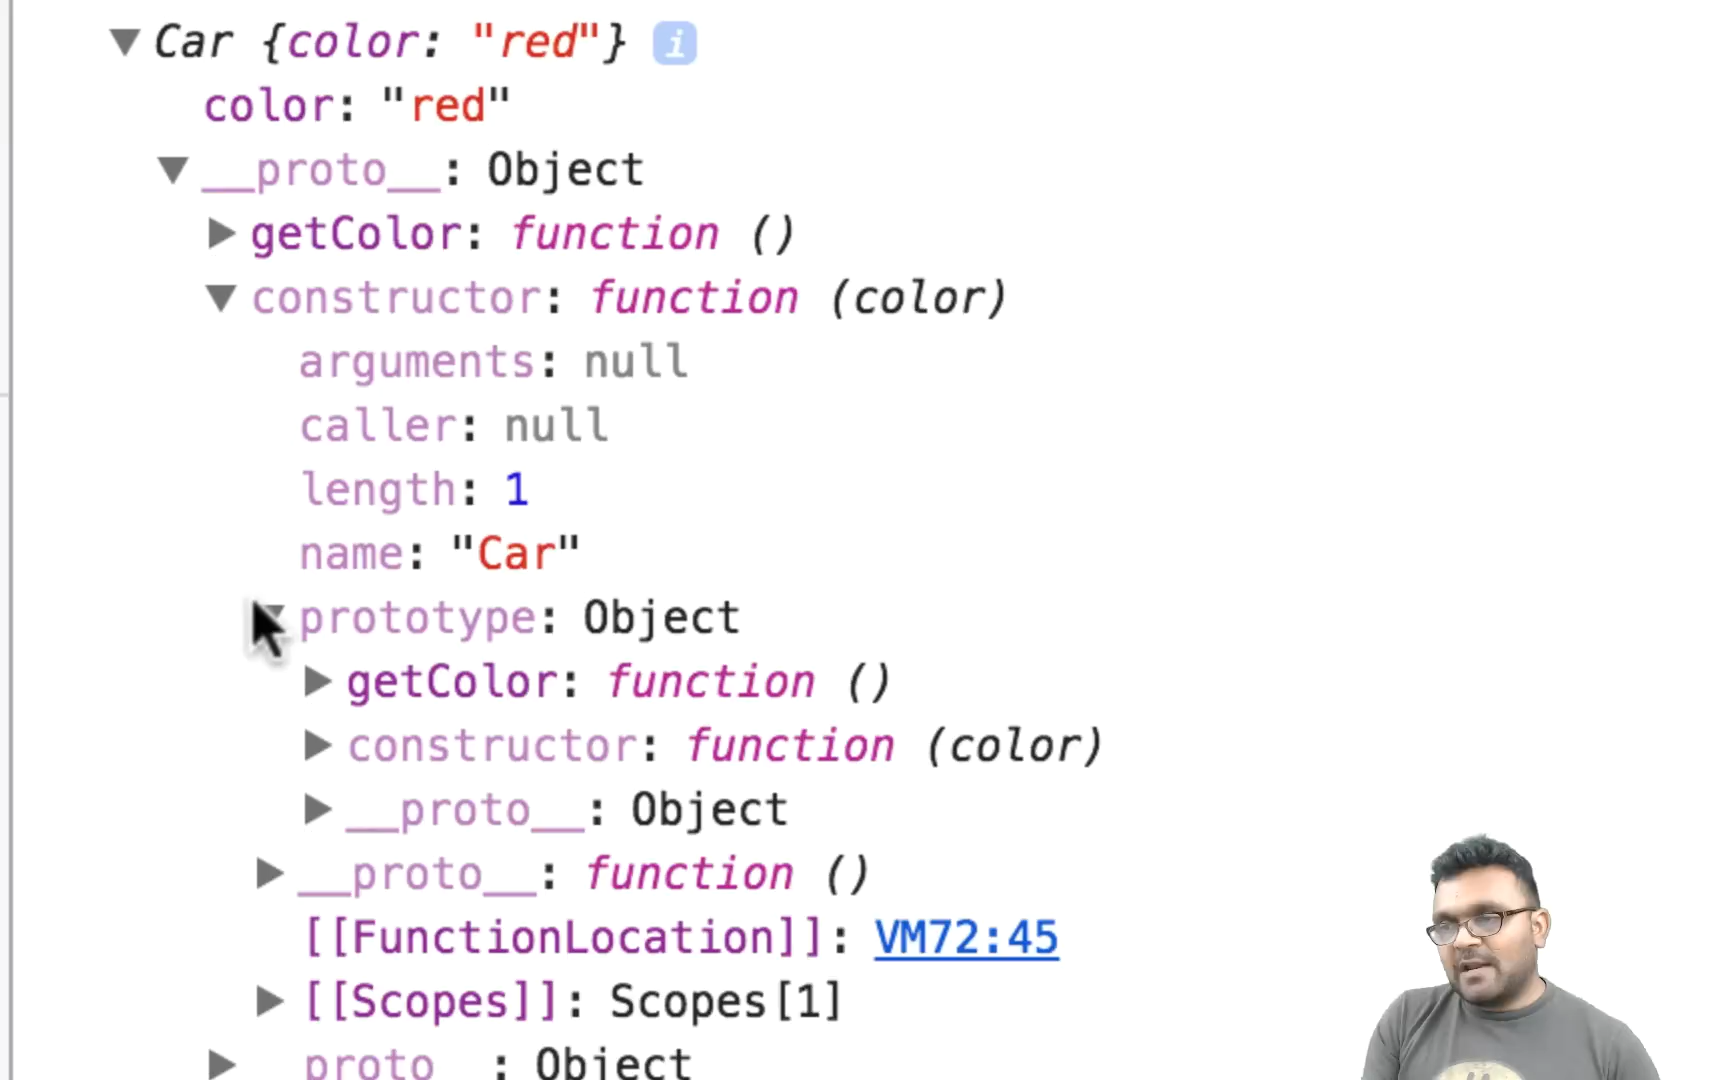 Car {color: "red"} i
color: "red"
__proto__: Object
getColor: function ()
constructor: function (color)
arguments: null
caller: null
length: 1
name: "Car"
prototype: Object
getColor: function ()
constructor: function (color)
__proto__: Object
__proto__: function ()
[[FunctionLocation]]: VM72:45
[[Scopes]]: Scopes[1]
__proto__: Object